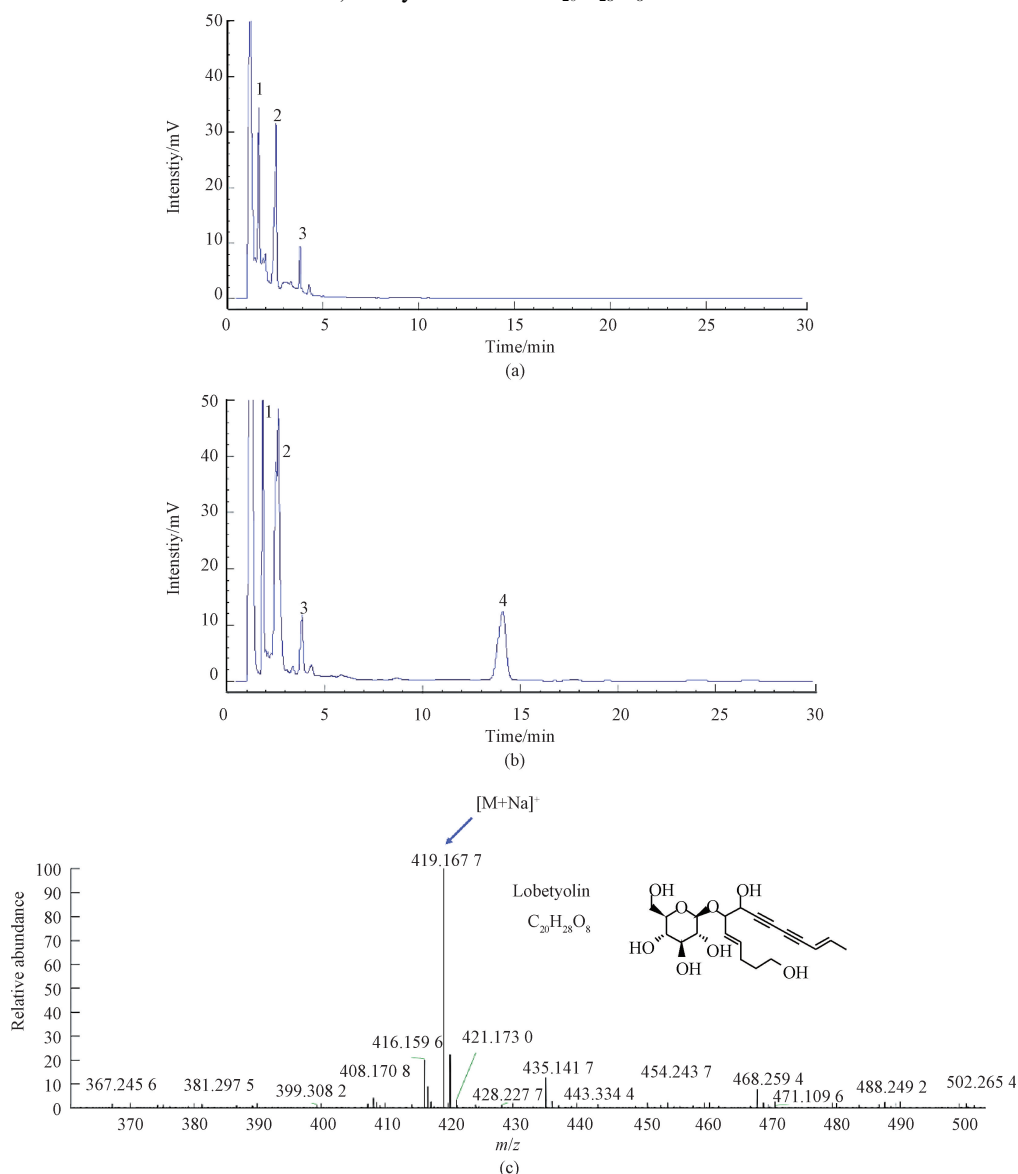 50
40
30
20
10
0
Intenstiy/mV
1
2
3
0 5 10 15 20 25 30
Time/min
(a)
50
40
30
20
10
0
Intenstiy/mV
1
2
3
4
0 5 10 15 20 25 30
Time/min
(b)
[M+Na]⁺
419.167 7
100
90
80
70
60
50
40
30
20
10
0
Relative abundance
Lobetyolin
C₂₀H₂₈O₈
OH
O
O
OH
HO
OH
OH
OH
416.159 6
421.173 0
408.170 8
435.141 7
454.243 7
367.245 6
381.297 5
399.308 2
428.227 7
443.334 4
468.259 4
471.109 6
488.249 2
502.265 4
370 380 390 400 410 420 430 440 450 460 470 480 490 500
m/z
(c)